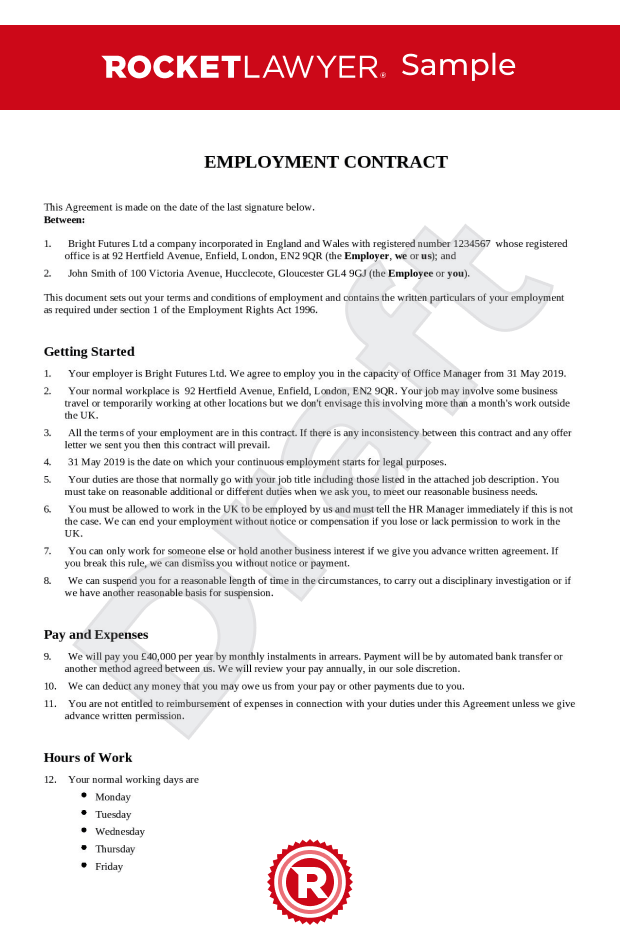 ROCKETLAWYER® Sample
EMPLOYMENT CONTRACT
This Agreement is made on the date of the last signature below.
Between:
1. Bright Futures Ltd a company incorporated in England and Wales with registered number 1234567 whose registered
office is at 92 Hertfield Avenue, Enfield, London, EN2 9QR (the Employer, we or us); and
2. John Smith of 100 Victoria Avenue, Hucclecote, Gloucester GL4 9GJ (the Employee or you).
This document sets out your terms and conditions of employment and contains the written particulars of your employment
as required under section 1 of the Employment Rights Act 1996.
Getting Started
1. Your employer is Bright Futures Ltd. We agree to employ you in the capacity of Office Manager from 31 May 2019.
2. Your normal workplace is 92 Hertfield Avenue, Enfield, London, EN2 9QR. Your job may involve some business
travel or temporarily working at other locations but we don't envisage this involving more than a month's work outside
the UK.
3. All the terms of your employment are in this contract. If there is any inconsistency between this contract and any offer
letter we sent you then this contract will prevail.
4. 31 May 2019 is the date on which your continuous employment starts for legal purposes.
5. Your duties are those that normally go with your job title including those listed in the attached job description. You
must take on reasonable additional or different duties when we ask you, to meet our reasonable business needs.
6. You must be allowed to work in the UK to be employed by us and must tell the HR Manager immediately if this is not
the case. We can end your employment without notice or compensation if you lose or lack permission to work in the
UK.
7. You can only work for someone else or hold another business interest if we give you advance written agreement. If
you break this rule, we can dismiss you without notice or payment.
8. We can suspend you for a reasonable length of time in the circumstances, to carry out a disciplinary investigation or if
we have another reasonable basis for suspension.
Pay and Expenses
9. We will pay you £40,000 per year by monthly instalments in arrears. Payment will be by automated bank transfer or
another method agreed between us. We will review your pay annually, in our sole discretion.
10. We can deduct any money that you may owe us from your pay or other payments due to you.
11. You are not entitled to reimbursement of expenses in connection with your duties under this Agreement unless we give
advance written permission.
Hours of Work
12. Your normal working days are
• Monday
• Tuesday
• Wednesday
• Thursday
• Friday
R
Draft